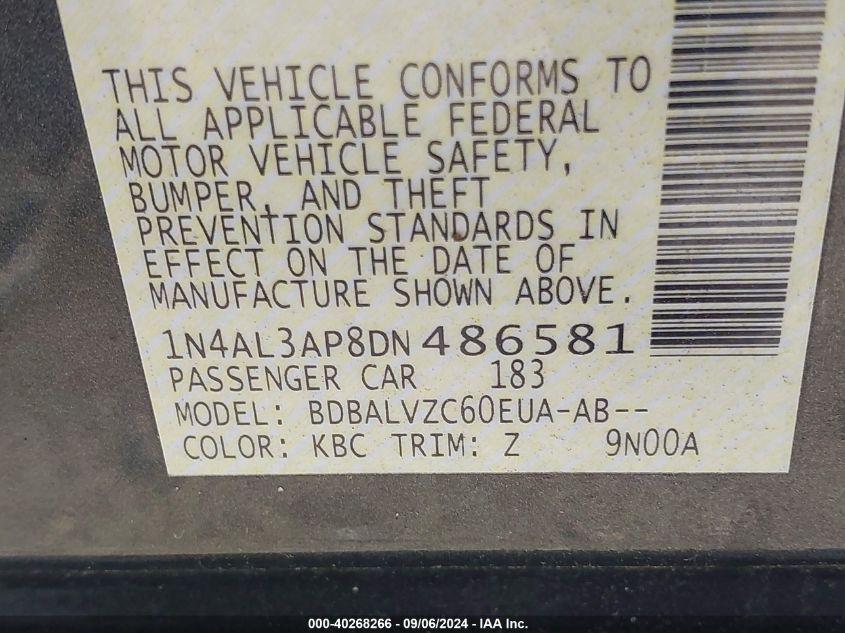 THIS VEHICLE CONFORMS TO
ALL APPLICABLE FEDERAL
MOTOR VEHICLE SAFETY,
BUMPER, AND THEFT
PREVENTION STANDARDS IN
EFFECT ON THE DATE OF
MANUFACTURE SHOWN ABOVE.
1N4AL3AP8DN 486581
PASSENGER CAR 183
MODEL: BDBALVZC60EUA-AB--
COLOR: KBC TRIM: Z 9N00A
000-40268266 - 09/06/2024 - IAA Inc.